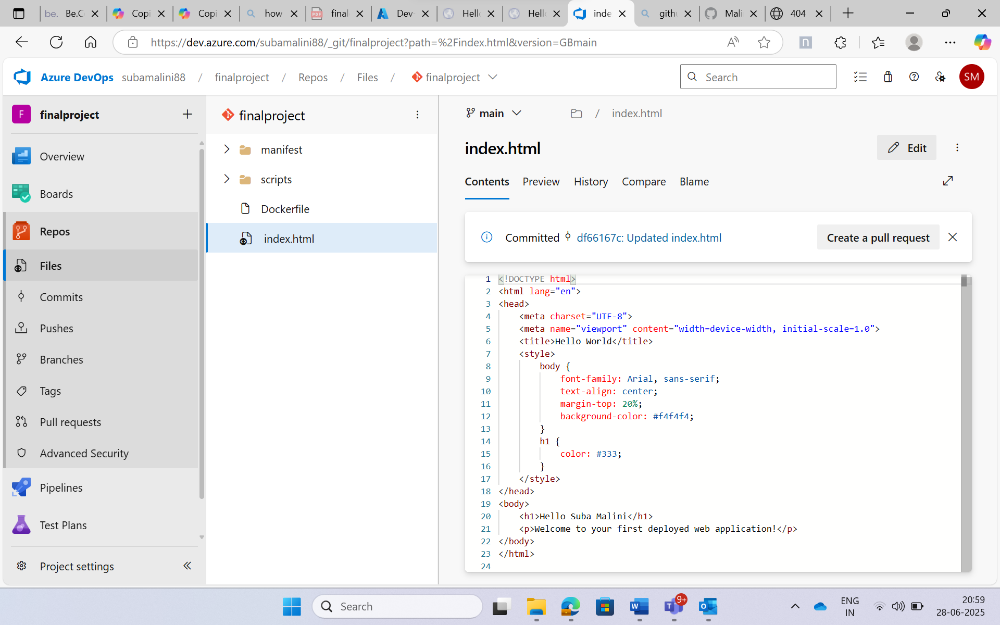 be. Be.C
Copi
Copi
how
final
Dev-
Hell
Hell
inde
gith
Mali
404
https://dev.azure.com/subamalini88/_git/finalproject?path=%2Findex.html&version=GBmain
Azure DevOps subamalini88 / finalproject / Repos / Files / finalproject
Search
SM
F finalproject
Overview
Boards
Repos
Files
Commits
Pushes
Branches
Tags
Pull requests
Advanced Security
Pipelines
Test Plans
Project settings
finalproject
manifest
scripts
Dockerfile
index.html
main / index.html
index.html
Edit
Contents Preview History Compare Blame
Committed df66167c: Updated index.html
Create a pull request
1 <!DOCTYPE html>
2 <html lang="en">
3 <head>
4 <meta charset="UTF-8">
5 <meta name="viewport" content="width=device-width, initial-scale=1.0">
6 <title>Hello World</title>
7 <style>
8 body {
9 font-family: Arial, sans-serif;
10 text-align: center;
11 margin-top: 20%;
12 background-color: #f4f4f4;
13 }
14 h1 {
15 color: #333;
16 }
17 </style>
18 </head>
19 <body>
20 <h1>Hello Suba Malini</h1>
21 <p>Welcome to your first deployed web application!</p>
22 </body>
23 </html>
24
Search
9+
ENG
IN
20:59
28-06-2025